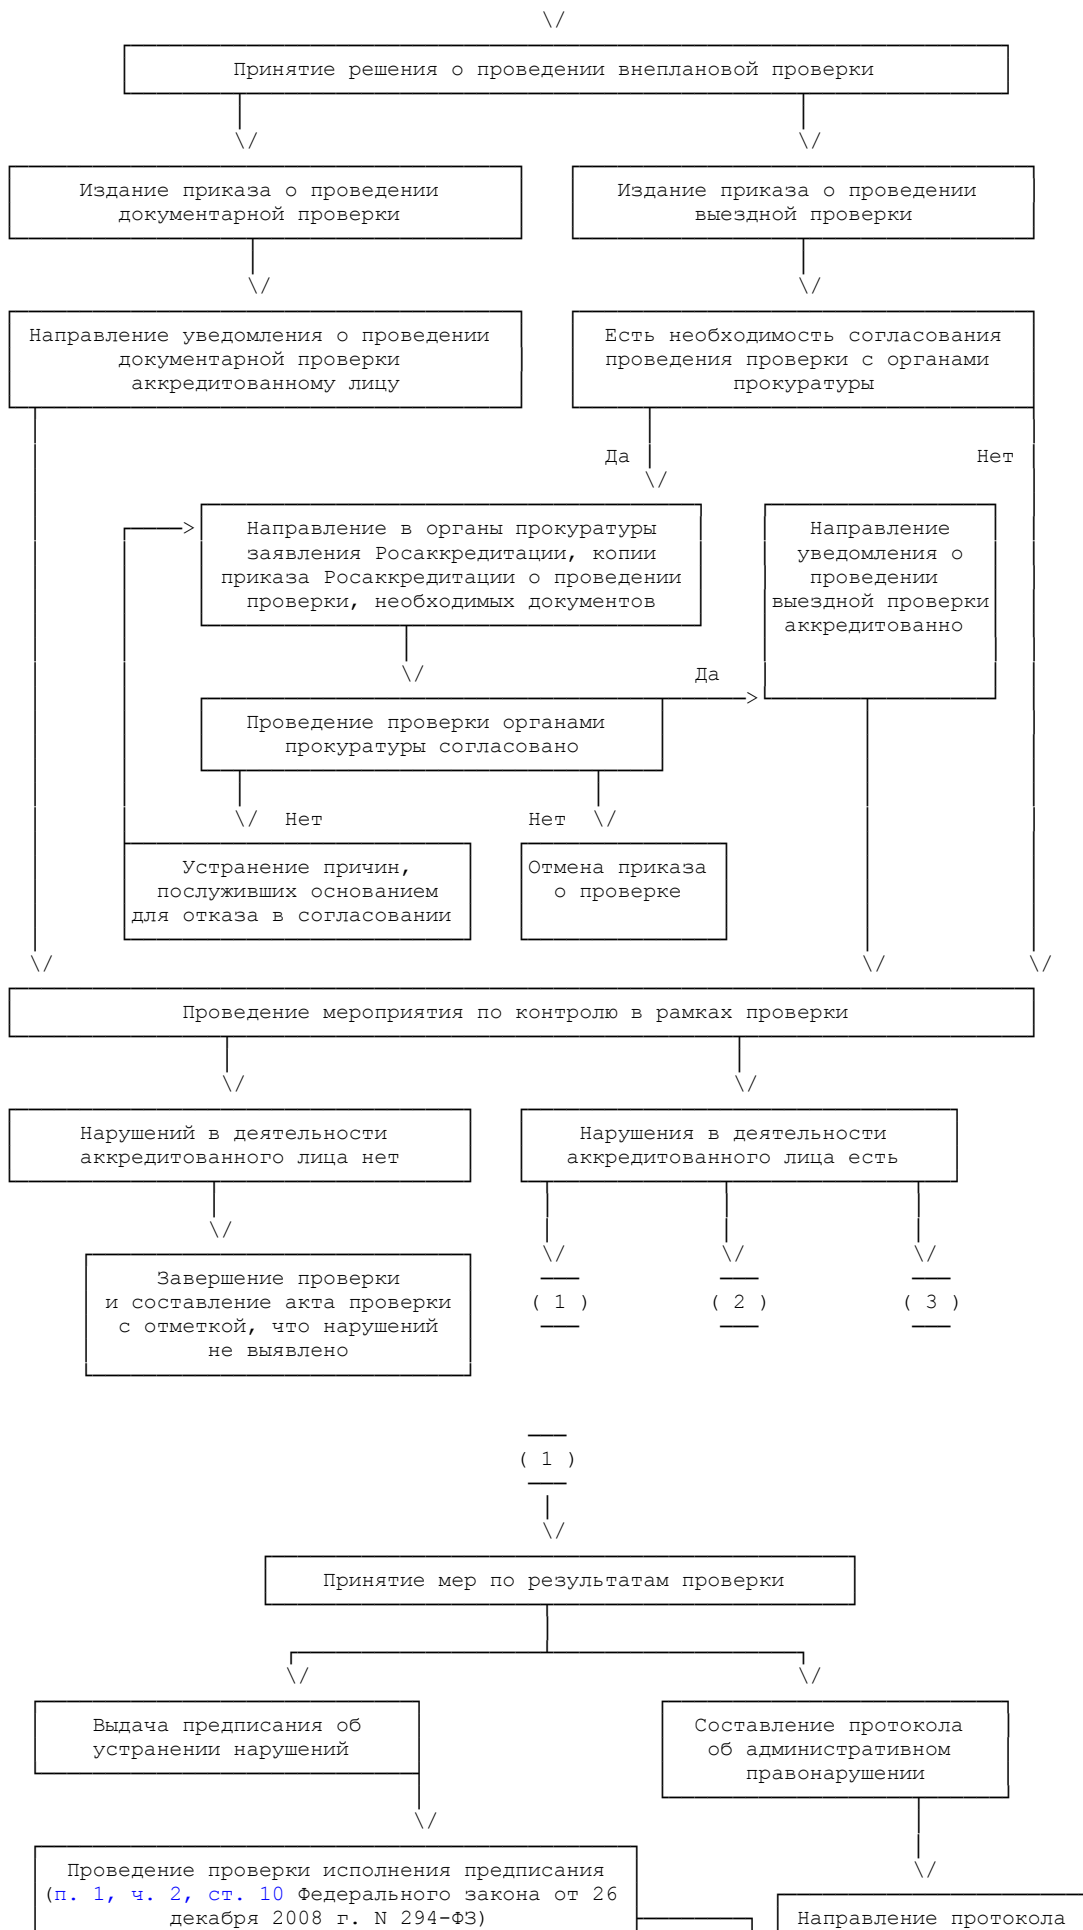 Принятие решения о проведении внеплановой проверки
Издание приказа о проведении
документарной проверки
Издание приказа о проведении
выездной проверки
Направление уведомления о проведении
документарной проверки
аккредитованному лицу
Есть необходимость согласования
проведения проверки с органами
прокуратуры
Да
Нет
Направление в органы прокуратуры
заявления Росаккредитации, копии
приказа Росаккредитации о проведении
проверки, необходимых документов
Направление
уведомления о
проведении
выездной проверки
аккредитованно
Да
Проведение проверки органами
прокуратуры согласовано
Нет
Нет
Устранение причин,
послуживших основанием
для отказа в согласовании
Отмена приказа
о проверке
Проведение мероприятия по контролю в рамках проверки
Нарушений в деятельности
аккредитованного лица нет
Нарушения в деятельности
аккредитованного лица есть
Завершение проверки
и составление акта проверки
с отметкой, что нарушений
не выявлено
( 1 )
( 2 )
( 3 )
( 1 )
Принятие мер по результатам проверки
Выдача предписания об
устранении нарушений
Составление протокола
об административном
правонарушении
Проведение проверки исполнения предписания
(п. 1, ч. 2, ст. 10 Федерального закона от 26
декабря 2008 г. N 294-ФЗ)
Направление протокола